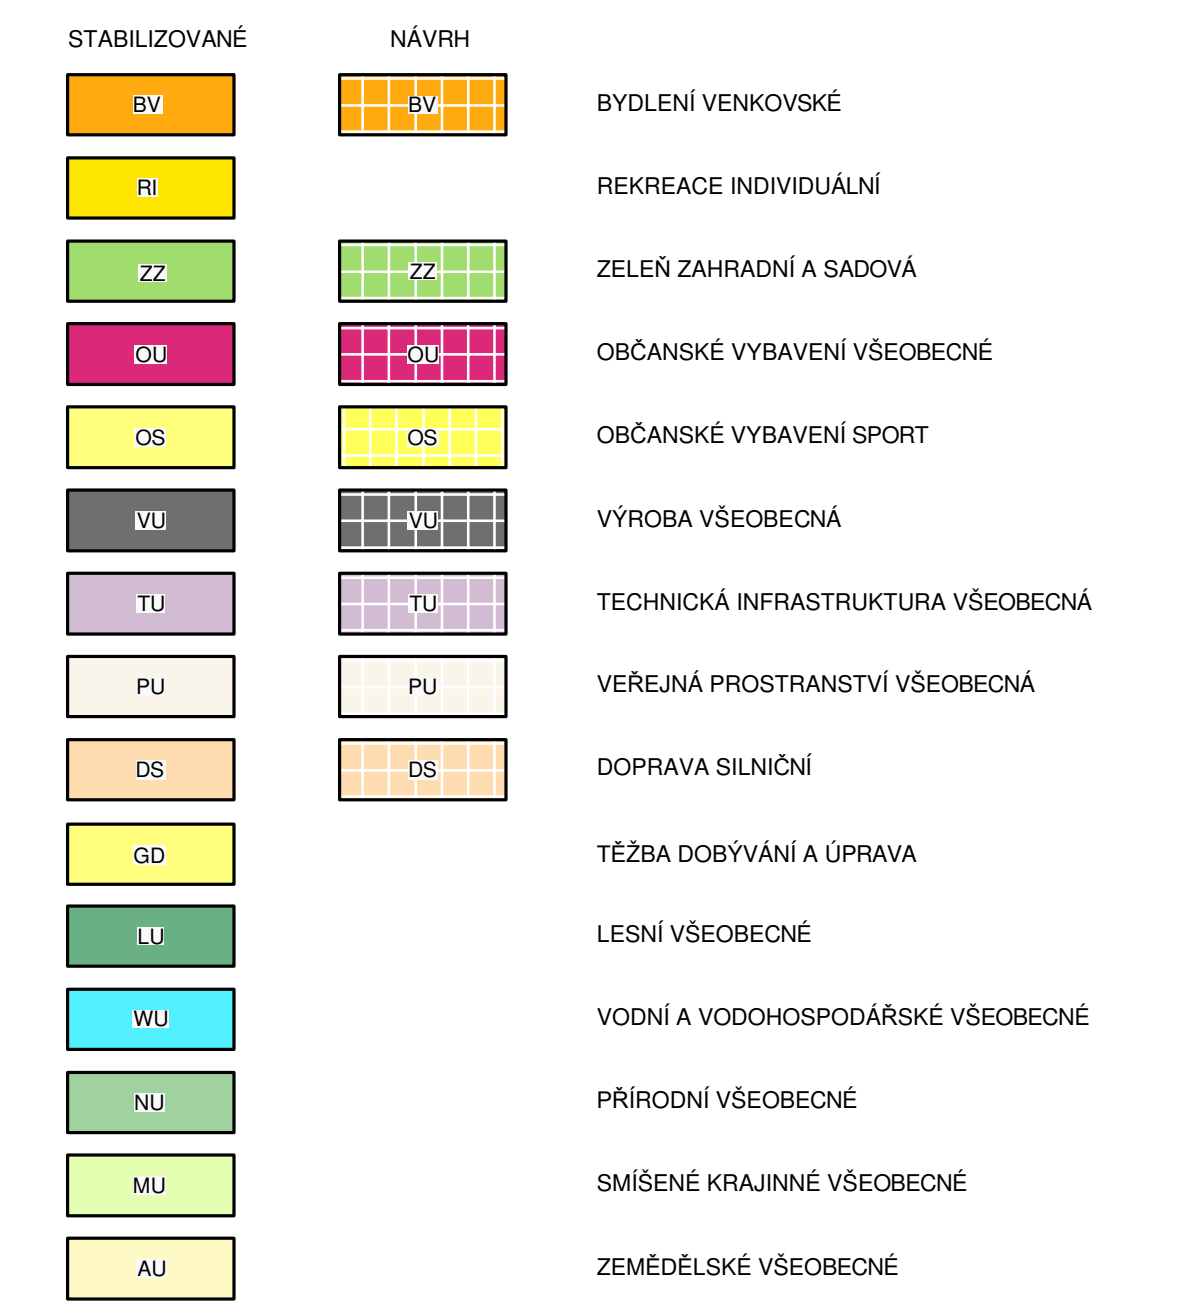 STABILIZOVANÉ NÁVRH
BV BV BYDLENÍ VENKOVSKÉ
RI REKREACE INDIVIDUÁLNÍ
ZZ ZZ ZELEŇ ZAHRADNÍ A SADOVÁ
OU OU OBČANSKÉ VYBAVENÍ VŠEOBECNÉ
OS OS OBČANSKÉ VYBAVENÍ SPORT
VU VU VÝROBA VŠEOBECNÁ
TU TU TECHNICKÁ INFRASTRUKTURA VŠEOBECNÁ
PU PU VEŘEJNÁ PROSTRANSTVÍ VŠEOBECNÁ
DS DS DOPRAVA SILNIČNÍ
GD TĚŽBA DOBÝVÁNÍ A ÚPRAVA
LU LESNÍ VŠEOBECNÉ
WU VODNÍ A VODOHOSPODÁŘSKÉ VŠEOBECNÉ
NU PŘÍRODNÍ VŠEOBECNÉ
MU SMÍŠENÉ KRAJINNÉ VŠEOBECNÉ
AU ZEMĚDĚLSKÉ VŠEOBECNÉ